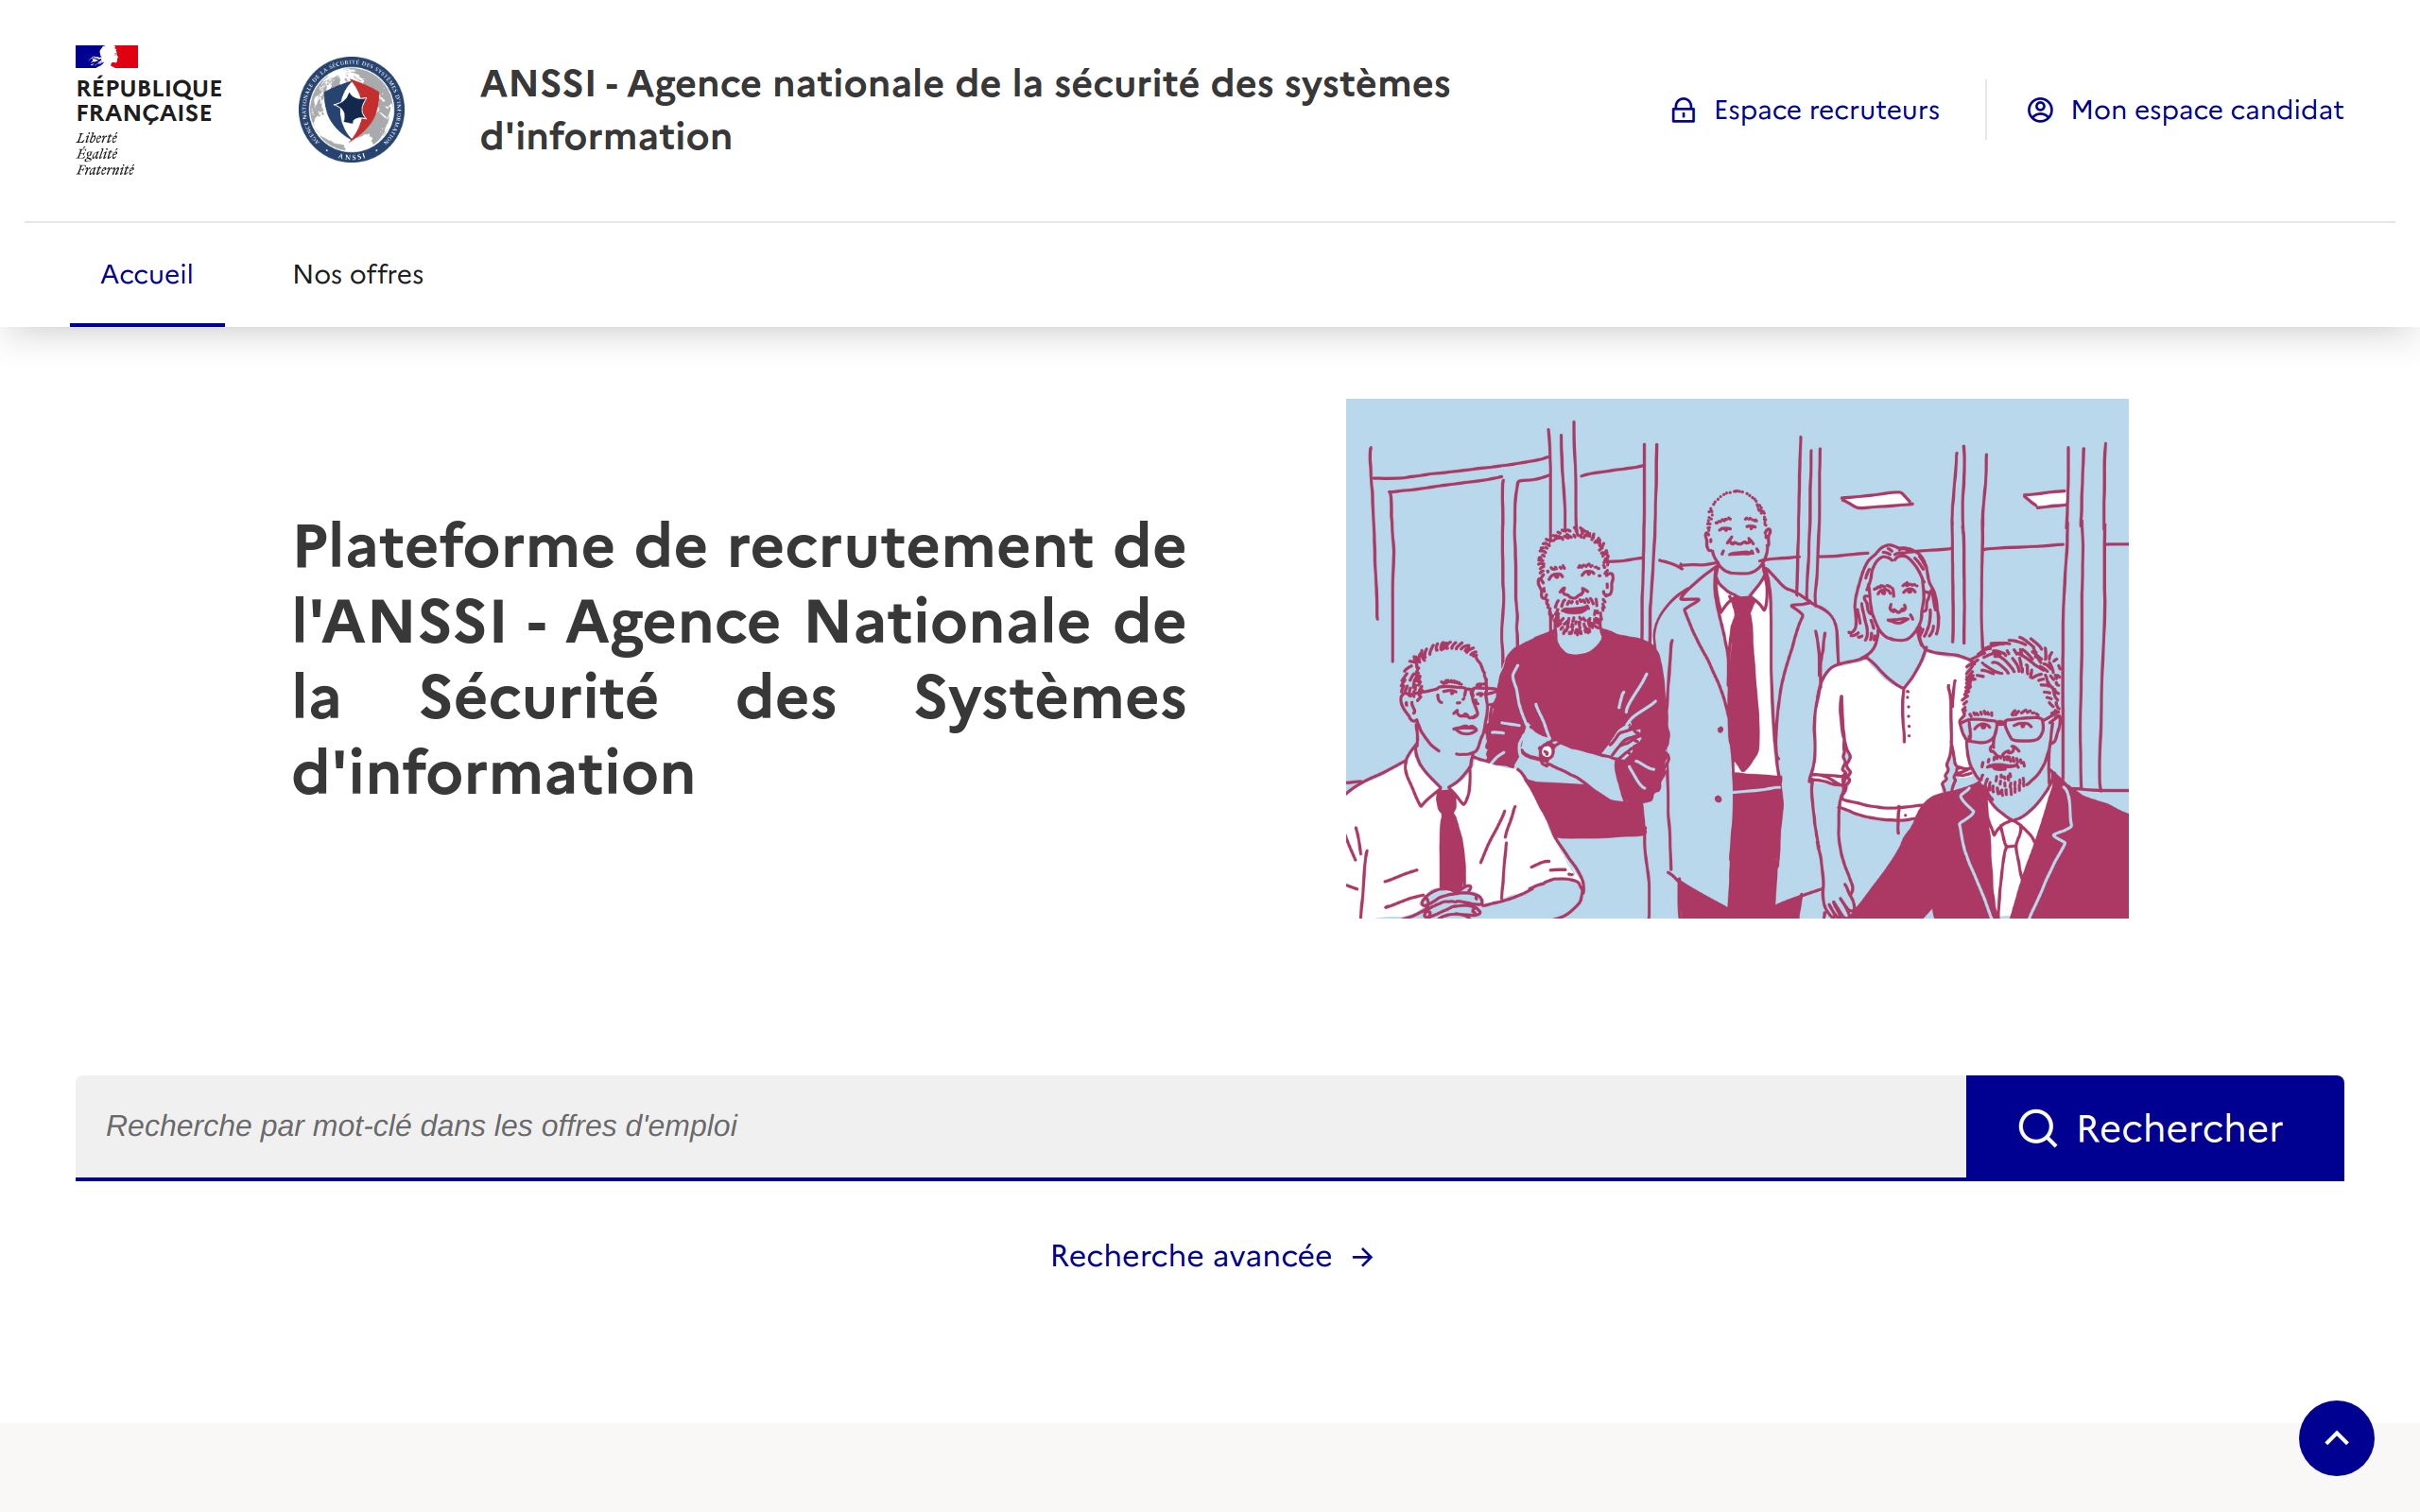 RÉPUBLIQUE
FRANÇAISE
Liberté
Égalité
Fraternité
AGENCE NATIONALE DE LA SÉCURITÉ DES SYSTÈMES D'INFORMATION
ANSSI
ANSSI - Agence nationale de la sécurité des systèmes
d'information
Espace recruteurs
Mon espace candidat
Accueil
Nos offres
Plateforme de recrutement de
l'ANSSI - Agence Nationale de
la Sécurité des Systèmes
d'information
Recherche par mot-clé dans les offres d'emploi
Rechercher
Recherche avancée